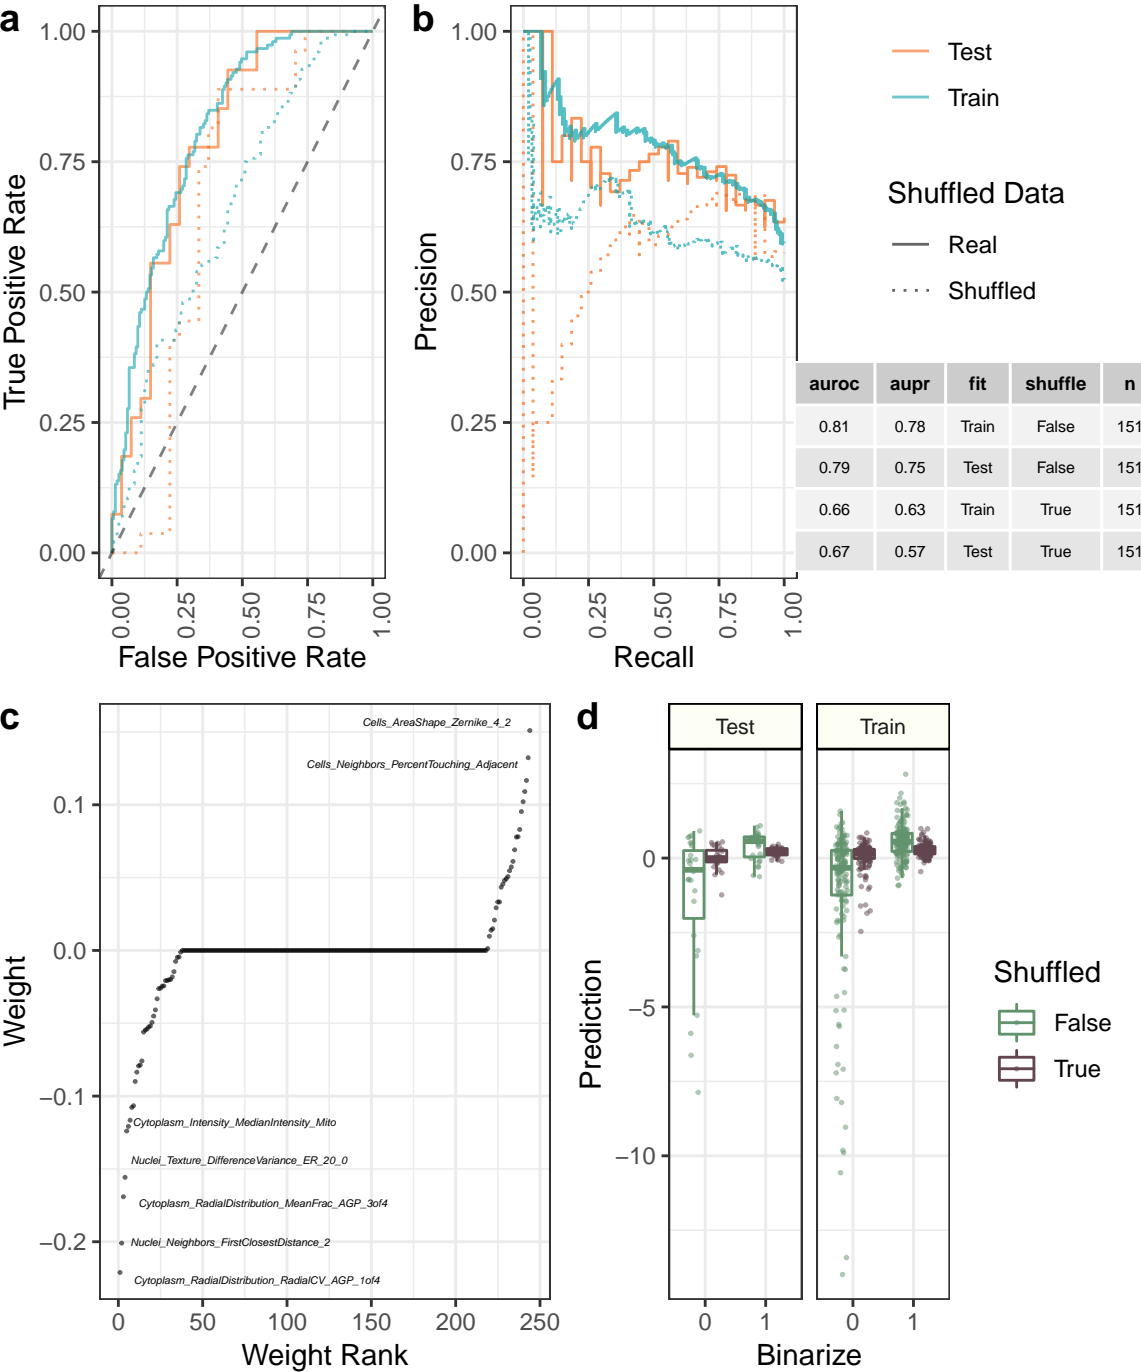 a
1.00
0.75
0.50
0.25
0.00
True Positive Rate
0.00
0.25
0.50
0.75
1.00
False Positive Rate
b
1.00
0.75
0.50
0.25
0.00
Precision
0.00
0.25
0.50
0.75
1.00
Recall
Test
Train
Shuffled Data
Real
Shuffled
auroc aupr fit shuffle n
0.81 0.78 Train False 151
0.79 0.75 Test False 151
0.66 0.63 Train True 151
0.67 0.57 Test True 151
c
Cells_AreaShape_Zernike_4_2
Cells_Neighbors_PercentTouching_Adjacent
Cytoplasm_Intensity_MedianIntensity_Mito
Nuclei_Texture_DifferenceVariance_ER_20_0
Cytoplasm_RadialDistribution_MeanFrac_AGP_3of4
Nuclei_Neighbors_FirstClosestDistance_2
Cytoplasm_RadialDistribution_RadialCV_AGP_1of4
0.1
0.0
−0.1
−0.2
Weight
0 50 100 150 200 250
Weight Rank
d
Test Train
0
−5
−10
Prediction
0 1 0 1
Binarize
Shuffled
False
True